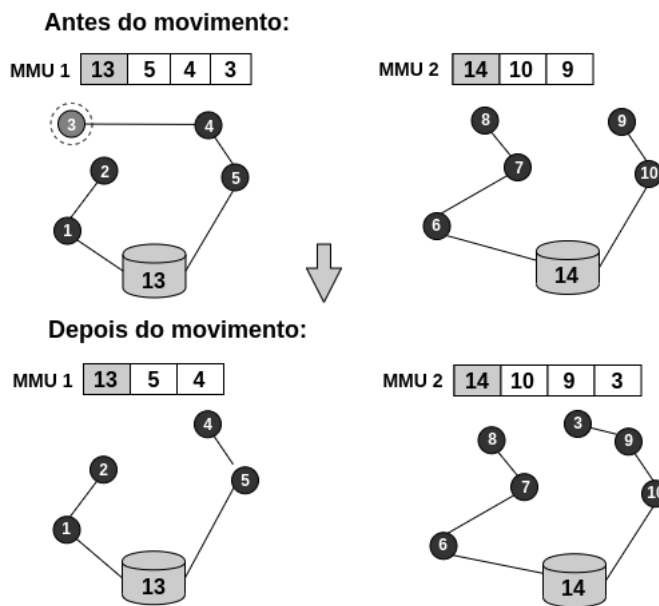 Antes do movimento:
MMU 1 13 5 4 3
MMU 2 14 10 9
3 4
2 5
1
13
8 9
7 10
6
14
Depois do movimento:
MMU 1 13 5 4
MMU 2 14 10 9 3
4
2 5
1
13
3
8 9
7 10
6
14